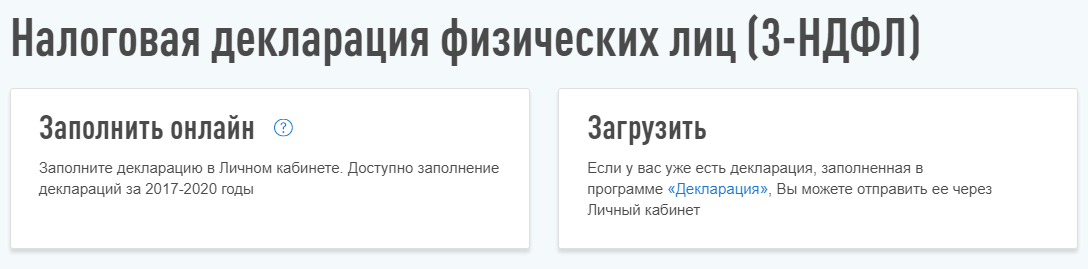 Налоговая декларация физических лиц (3-НДФЛ)
Заполнить онлайн ?
Заполните декларацию в Личном кабинете. Доступно заполнение
деклараций за 2017-2020 годы
Загрузить
Если у вас уже есть декларация, заполненная в
программе «Декларация», Вы можете отправить ее через
Личный кабинет